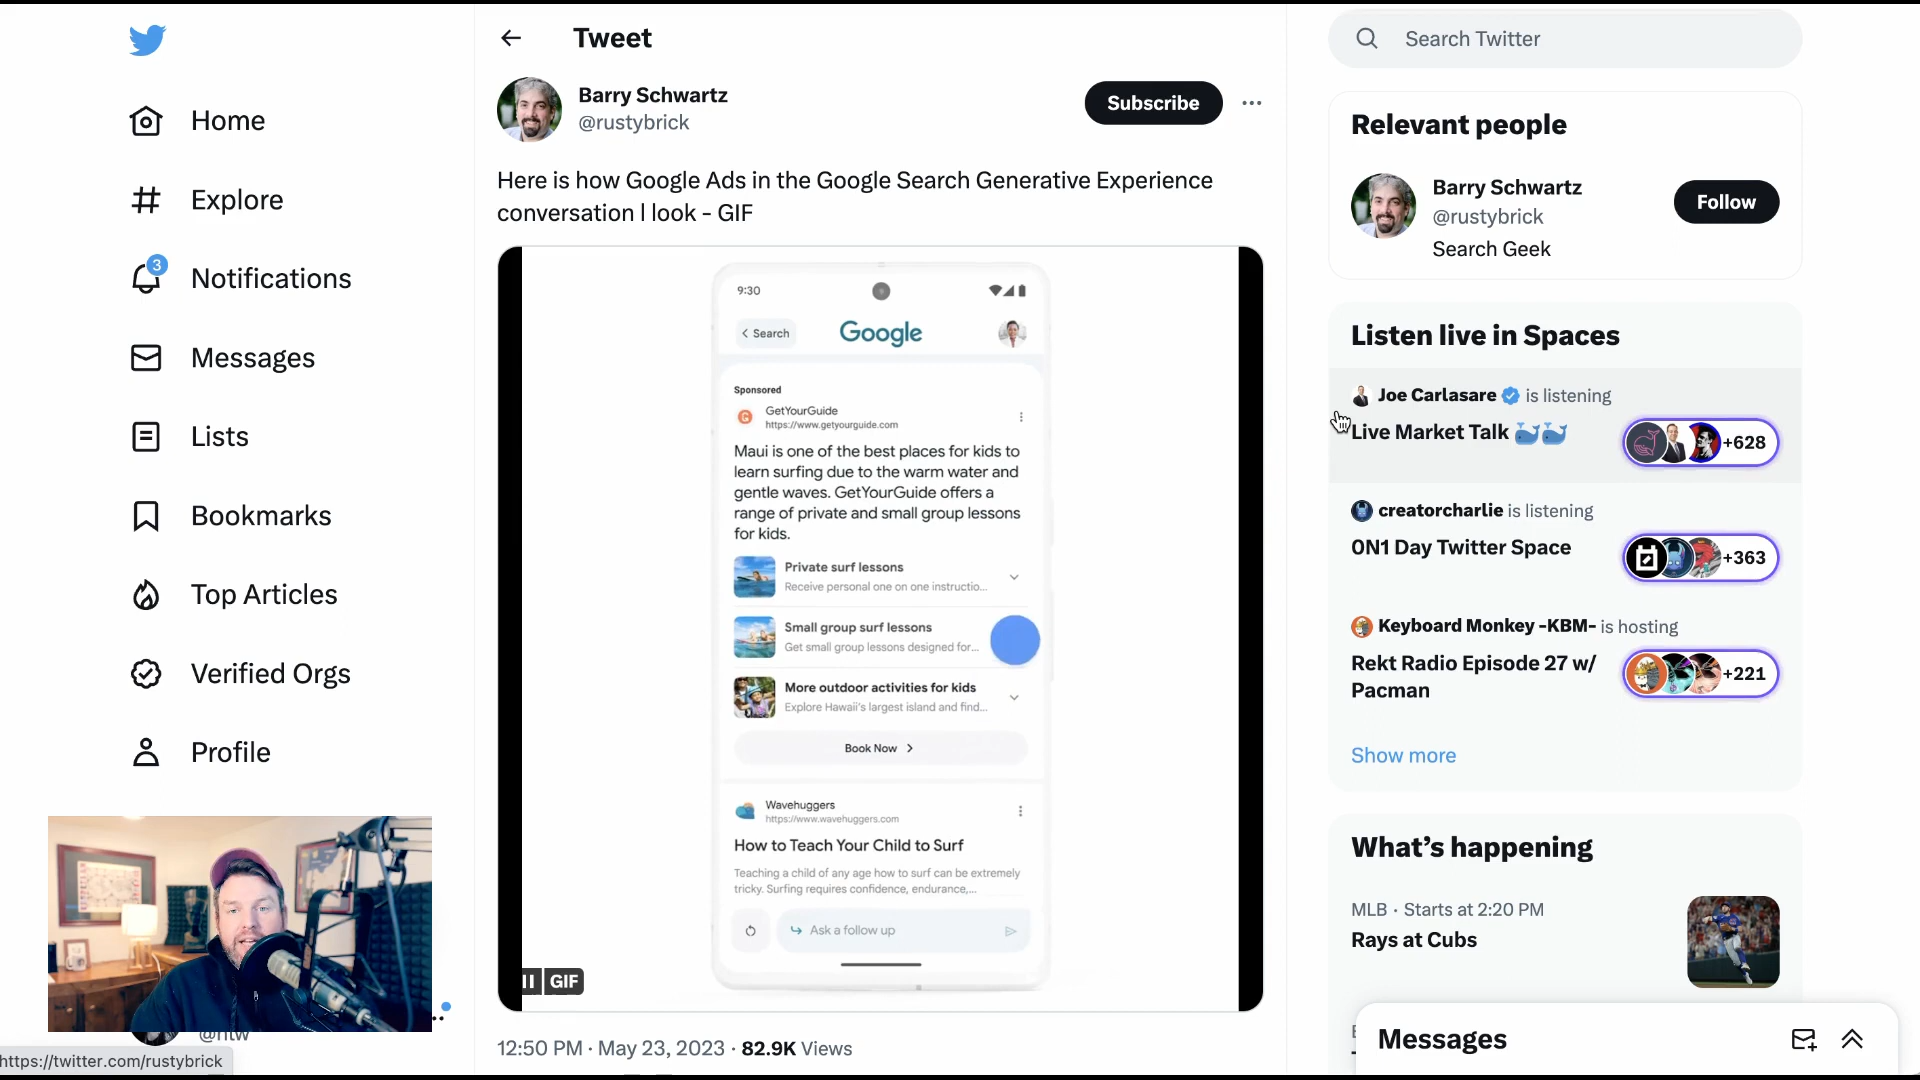 Home
Explore
3
Notifications
Messages
Lists
Bookmarks
Top Articles
Verified Orgs
Profile
https://twitter.com/rustybrick
Tweet
Barry Schwartz
@rustybrick
Subscribe
Here is how Google Ads in the Google Search Generative Experience
conversation l look - GIF
9:30
Search
Google
Sponsored
GetYourGuide
https://www.getyourguide.com
Maui is one of the best places for kids to
learn surfing due to the warm water and
gentle waves. GetYourGuide offers a
range of private and small group lessons
for kids.
Private surf lessons
Receive personal one on one instructio...
Small group surf lessons
Get small group lessons designed for...
More outdoor activities for kids
Explore Hawaii's largest island and find...
Book Now
Wavehuggers
https://www.wavehuggers.com
How to Teach Your Child to Surf
Teaching a child of any age how to surf can be extremely
tricky. Surfing requires confidence, endurance,...
Ask a follow up
GIF
12:50 PM · May 23, 2023 · 82.9K Views
Search Twitter
Relevant people
Barry Schwartz
@rustybrick
Search Geek
Follow
Listen live in Spaces
Joe Carlasare is listening
Live Market Talk
+628
creatorcharlie is listening
0N1 Day Twitter Space
+363
Keyboard Monkey -KBM- is hosting
Rekt Radio Episode 27 w/
Pacman
+221
Show more
What's happening
MLB · Starts at 2:20 PM
Rays at Cubs
Messages